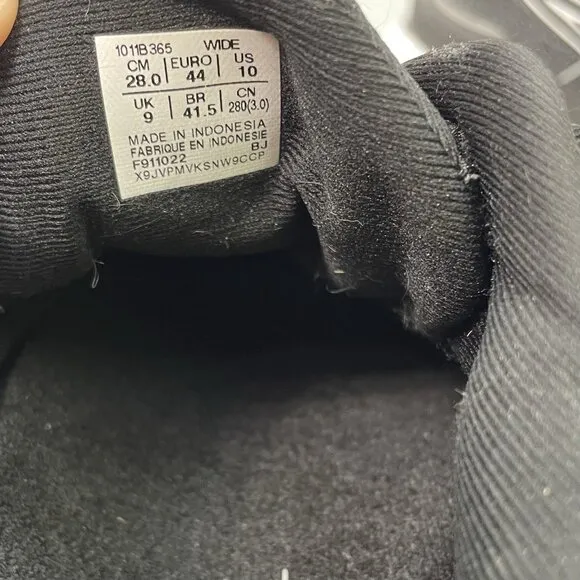 1011B365 WIDE
CM EURO US
28.0 44 10
UK BR CN
9 41.5 280(3.0)
MADE IN INDONESIA
FABRIQUE EN INDONESIE
F911022 BJ
X9JVPMVKSNW9CCP